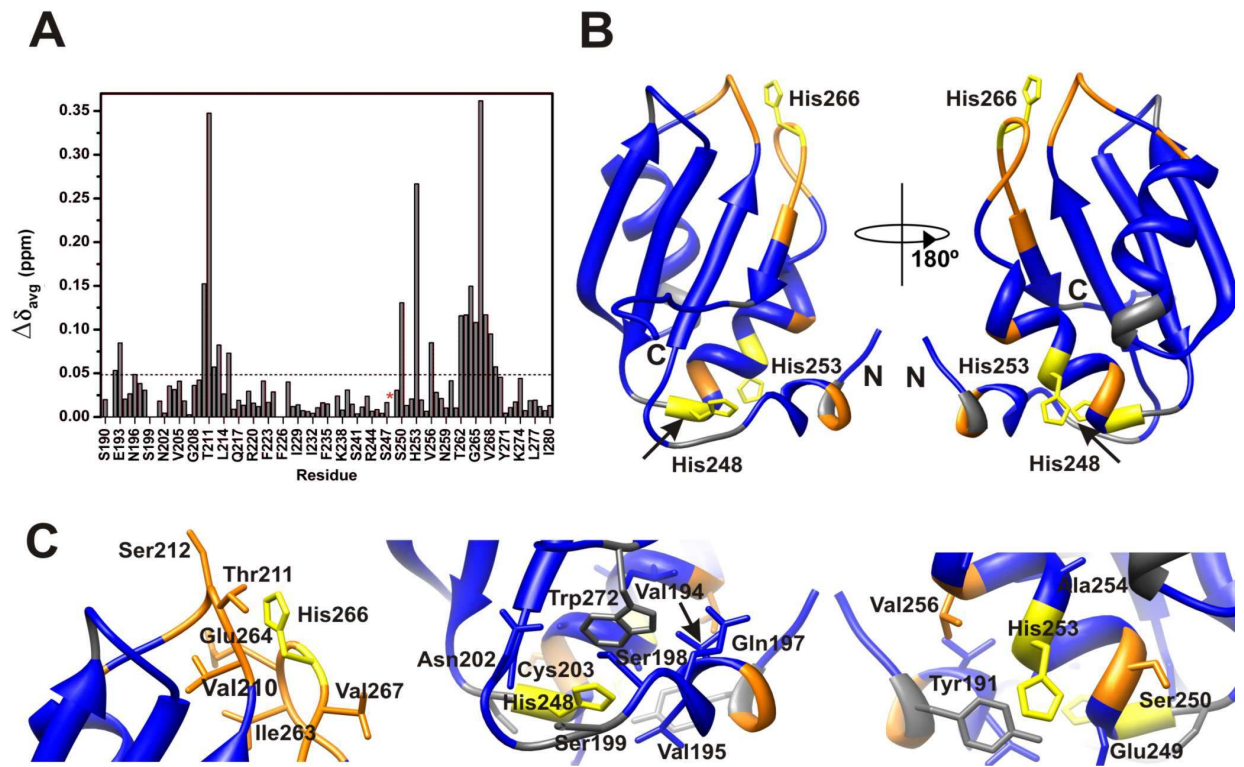 A
B
0.35
0.30
0.25
0.20
0.15
0.10
0.05
0.00
Δδavg (ppm)
*
S190
E193
N196
S199
N202
V205
G208
T211
L214
Q217
R220
F223
F226
I229
I232
F235
K238
S241
R244
S247
S250
H253
V256
N259
T262
G265
V268
Y271
K274
L277
I280
Residue
His266
His266
180º
C
C
His253
N
N
His253
His248
His248
C
Ser212
Thr211
His266
Glu264
Val210
Val267
Ile263
Trp272
Val194
Gln197
Asn202
Cys203
Ser198
His248
Ser199
Val195
Val256
Ala254
His253
Tyr191
Ser250
Glu249